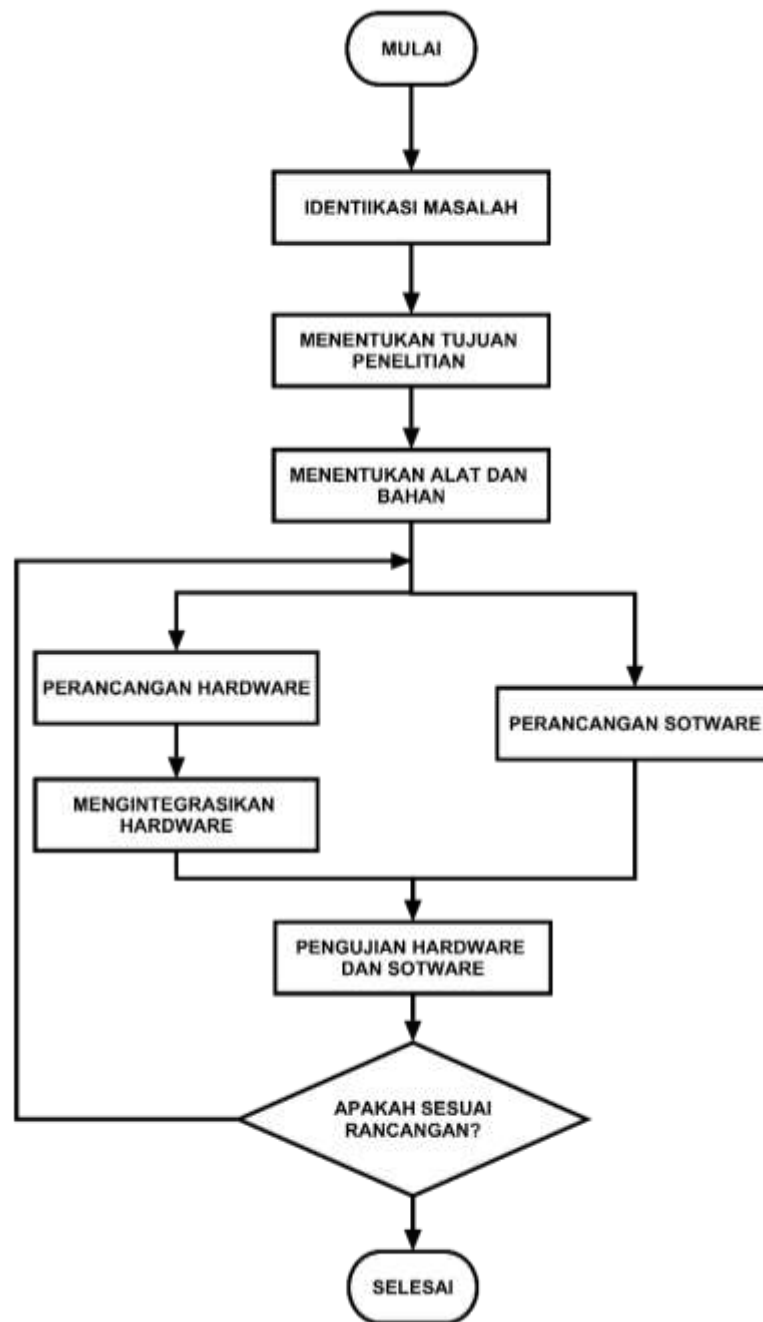 MULAI
IDENTIIKASI MASALAH
MENENTUKAN TUJUAN
PENELITIAN
MENENTUKAN ALAT DAN
BAHAN
PERANCANGAN HARDWARE
PERANCANGAN SOTWARE
MENGINTEGRASIKAN
HARDWARE
PENGUJIAN HARDWARE
DAN SOTWARE
APAKAH SESUAI
RANCANGAN?
SELESAI